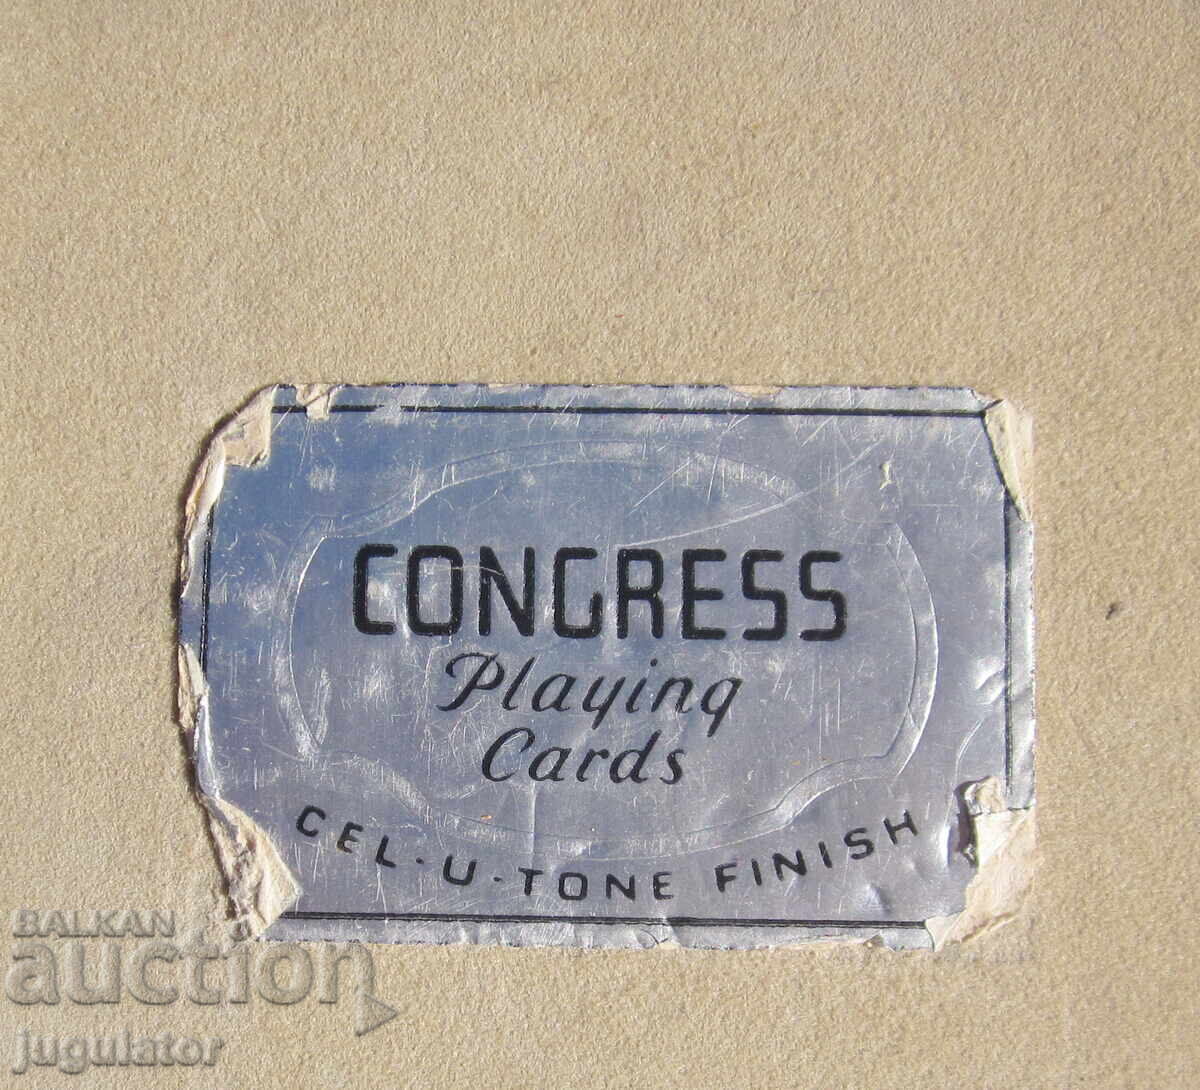 CONGRESS
Playing
Cards
CEL-U-TONE FINISH
BALKAN
auction
jugulator